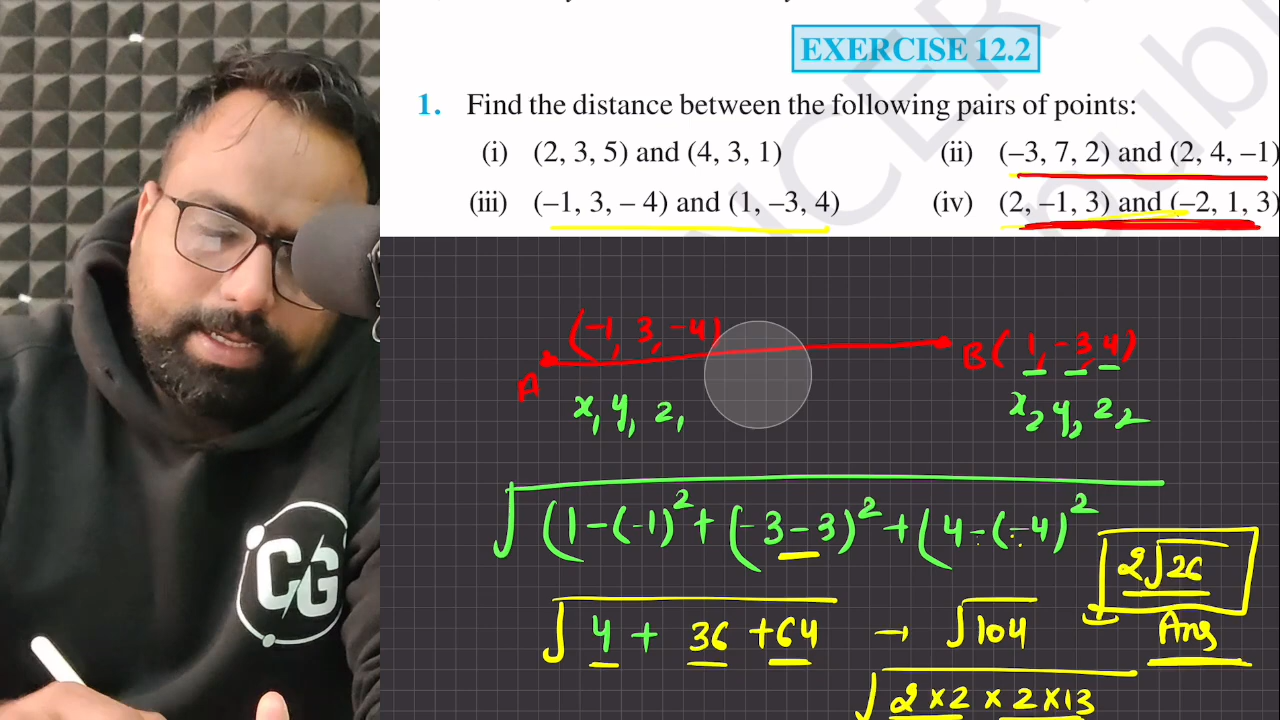 EXERCISE 12.2
1. Find the distance between the following pairs of points:
(i) (2, 3, 5) and (4, 3, 1) (ii) (–3, 7, 2) and (2, 4, –1)
(iii) (–1, 3, – 4) and (1, –3, 4) (iv) (2, –1, 3) and (–2, 1, 3)
(-1, 3, -4)
A B( 1, -3, 4)
x₁ y₁ z₁ x₂ y₂ z₂
√(1-(-1)² + (-3-3)² + (4-(-4)²
2√26
√4 + 36 + 64 → √104 Ans
√2×2×2×13
CG